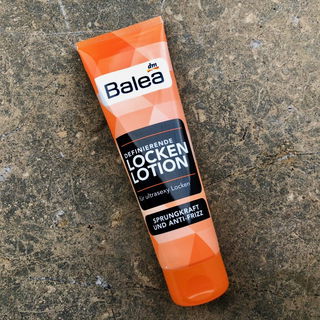 dm
Balea
DEFINIERENDE
LOCKEN
LOTION
für ultrasexy Locken
SPRUNGKRAFT
UND ANTI-FRIZZ